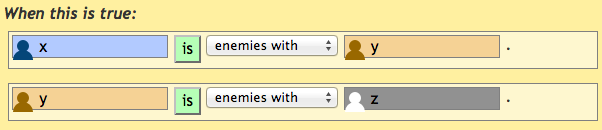 When this is true:
x is enemies with y .
y is enemies with z .